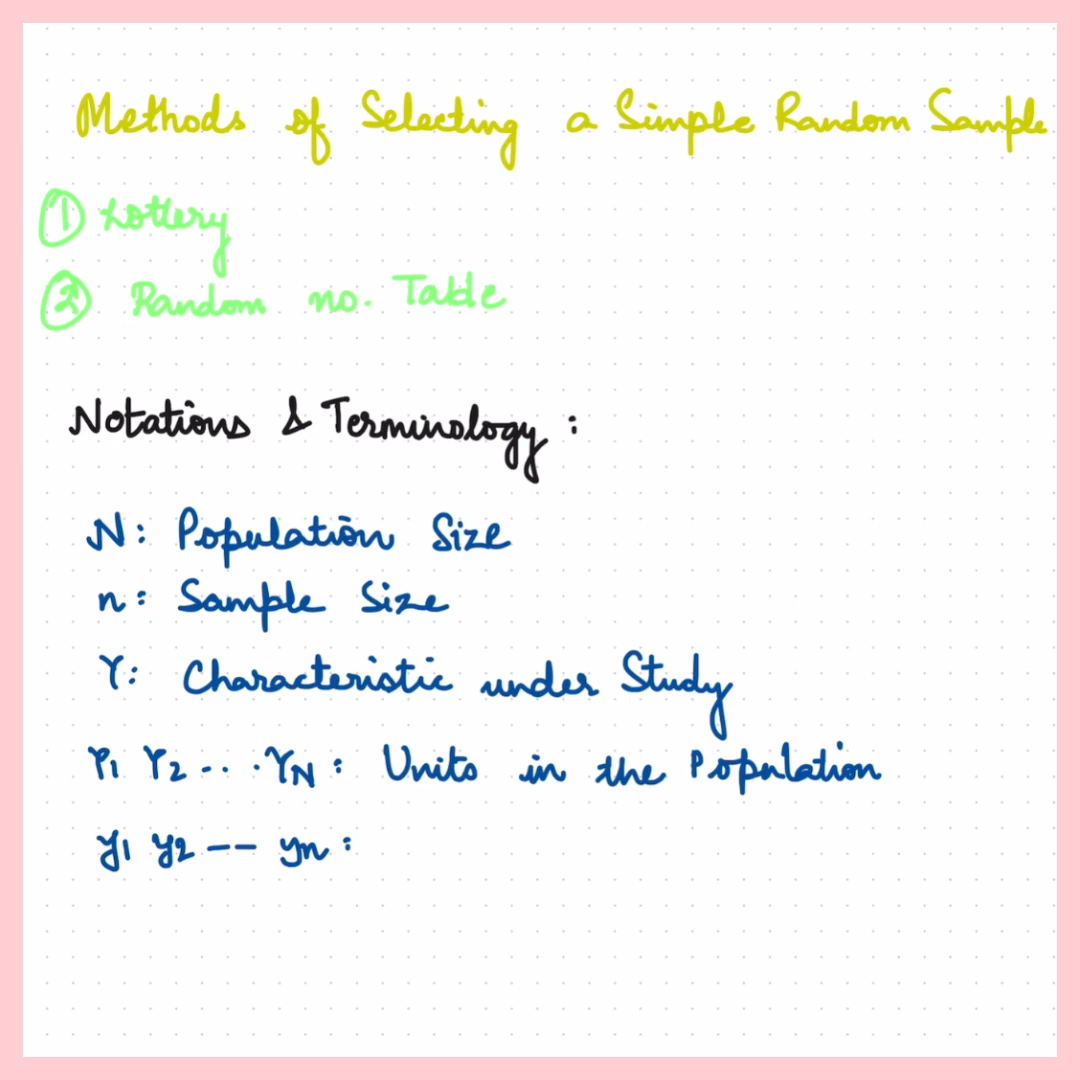 Methods of Selecting a Simple Random Sample
① Lottery
② Random no. Table
Notations & Terminology :
N: Population Size
n: Sample Size
Y: Characteristic under Study
Y1 Y2 ... YN : Units in the Population
y1 y2 -- yn :